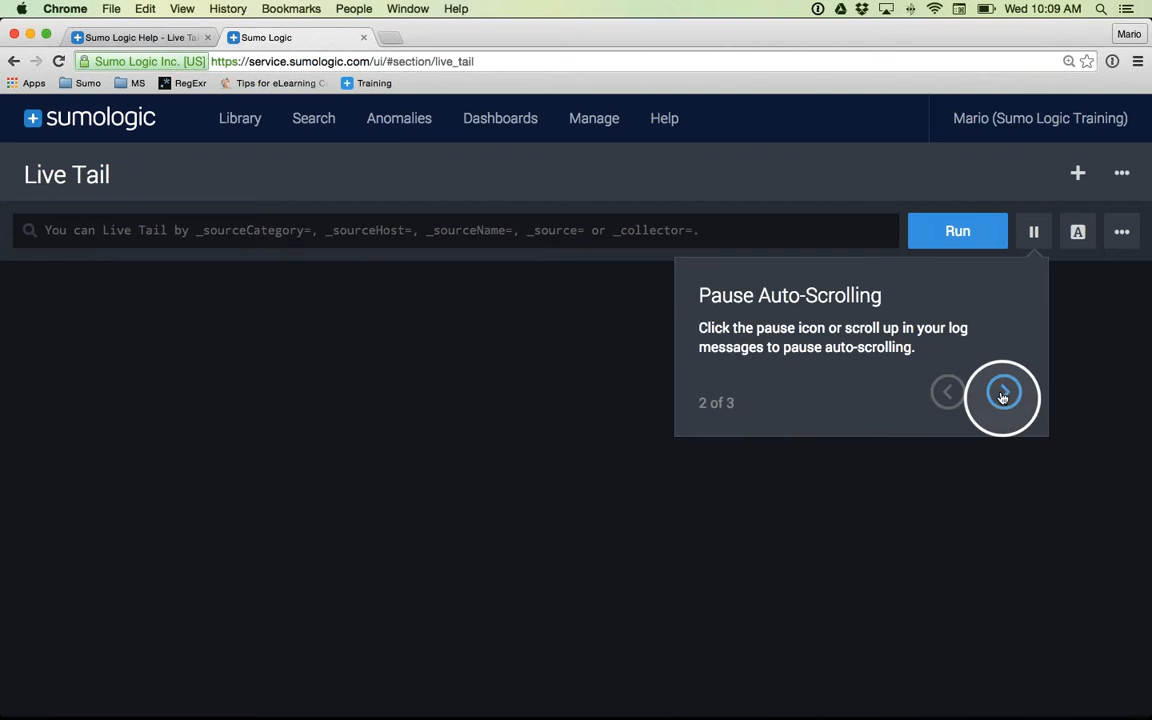 Chrome File Edit View History Bookmarks People Window Help Wed 10:09 AM
Sumo Logic Help - Live Tai Sumo Logic Mario
Sumo Logic Inc. [US] https://service.sumologic.com/ui/#section/live_tail
Apps Sumo MS RegExr Tips for eLearning C Training
sumologic Library Search Anomalies Dashboards Manage Help Mario (Sumo Logic Training)
Live Tail
You can Live Tail by _sourceCategory=, _sourceHost=, _sourceName=, _source= or _collector=. Run A
Pause Auto-Scrolling
Click the pause icon or scroll up in your log
messages to pause auto-scrolling.
2 of 3